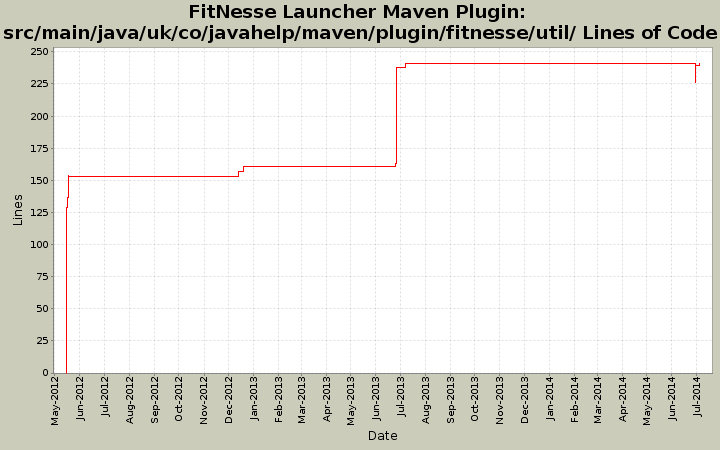 FitNesse Launcher Maven Plugin:
src/main/java/uk/co/javahelp/maven/plugin/fitnesse/util/ Lines of Code
250
225
200
175
150
125
100
75
50
25
0
Lines
May-2012
Jun-2012
Jul-2012
Aug-2012
Sep-2012
Oct-2012
Nov-2012
Dec-2012
Jan-2013
Feb-2013
Mar-2013
Apr-2013
May-2013
Jun-2013
Jul-2013
Aug-2013
Sep-2013
Oct-2013
Nov-2013
Dec-2013
Jan-2014
Feb-2014
Mar-2014
Apr-2014
May-2014
Jun-2014
Jul-2014
Date